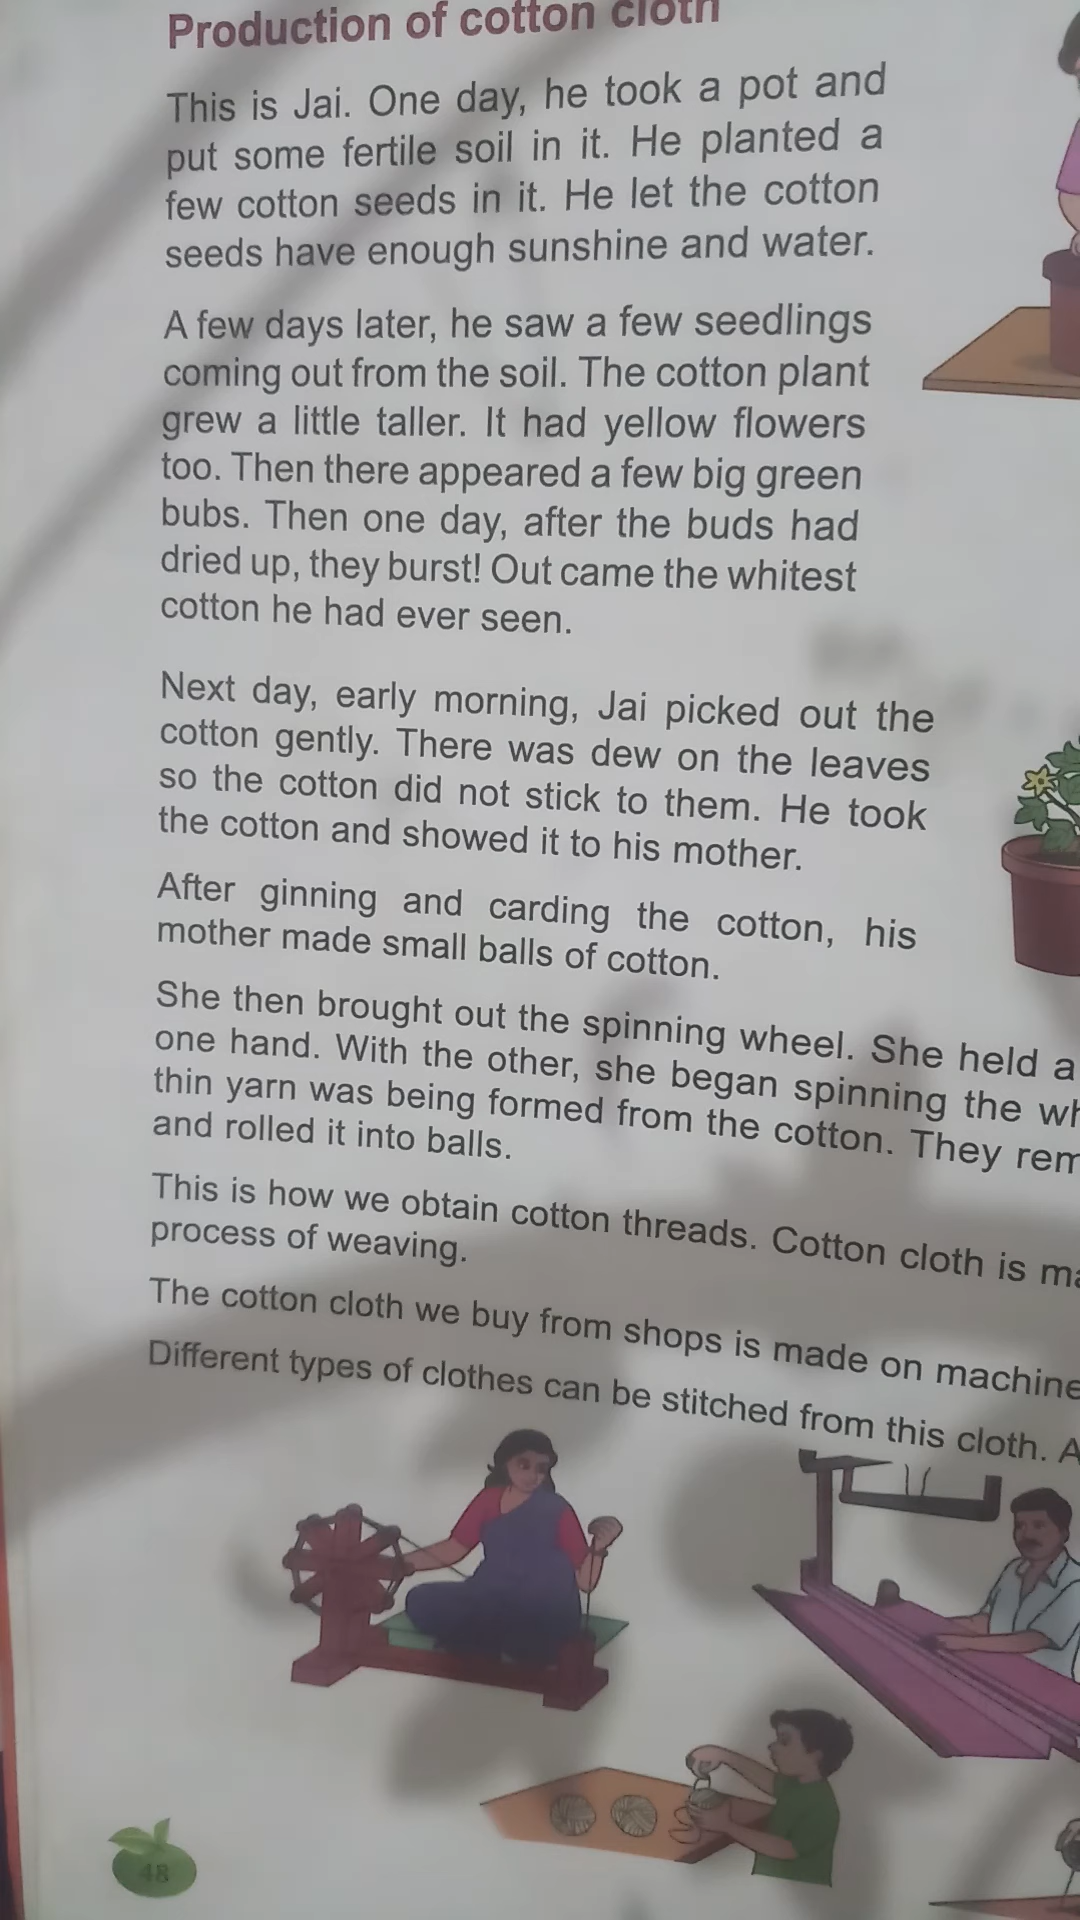 Production of cotton cloth
This is Jai. One day, he took a pot and
put some fertile soil in it. He planted a
few cotton seeds in it. He let the cotton
seeds have enough sunshine and water.
A few days later, he saw a few seedlings
coming out from the soil. The cotton plant
grew a little taller. It had yellow flowers
too. Then there appeared a few big green
bubs. Then one day, after the buds had
dried up, they burst! Out came the whitest
cotton he had ever seen.
Next day, early morning, Jai picked out the
cotton gently. There was dew on the leaves
so the cotton did not stick to them. He took
the cotton and showed it to his mother.
After ginning and carding the cotton, his
mother made small balls of cotton.
She then brought out the spinning wheel. She held a
one hand. With the other, she began spinning the
thin yarn was being formed from the cotton. They
and rolled it into balls.
This is how we obtain cotton threads. Cotton cloth is
process of weaving.
The cotton cloth we buy from shops is made on
Different types of clothes can be stitched from this cloth.
48